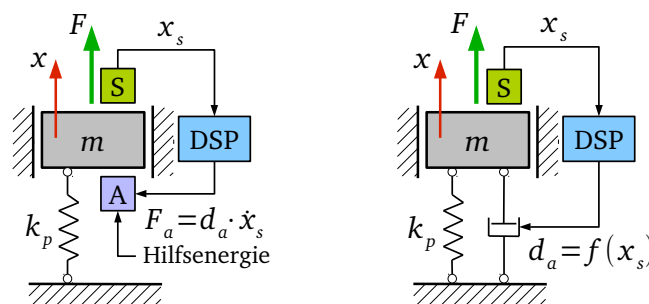 F
x_s
x
S
m
DSP
A
k_p
F_a = d_a · ẋ_s
Hilfsenergie
F
x_s
x
S
m
DSP
k_p
d_a = f(x_s)